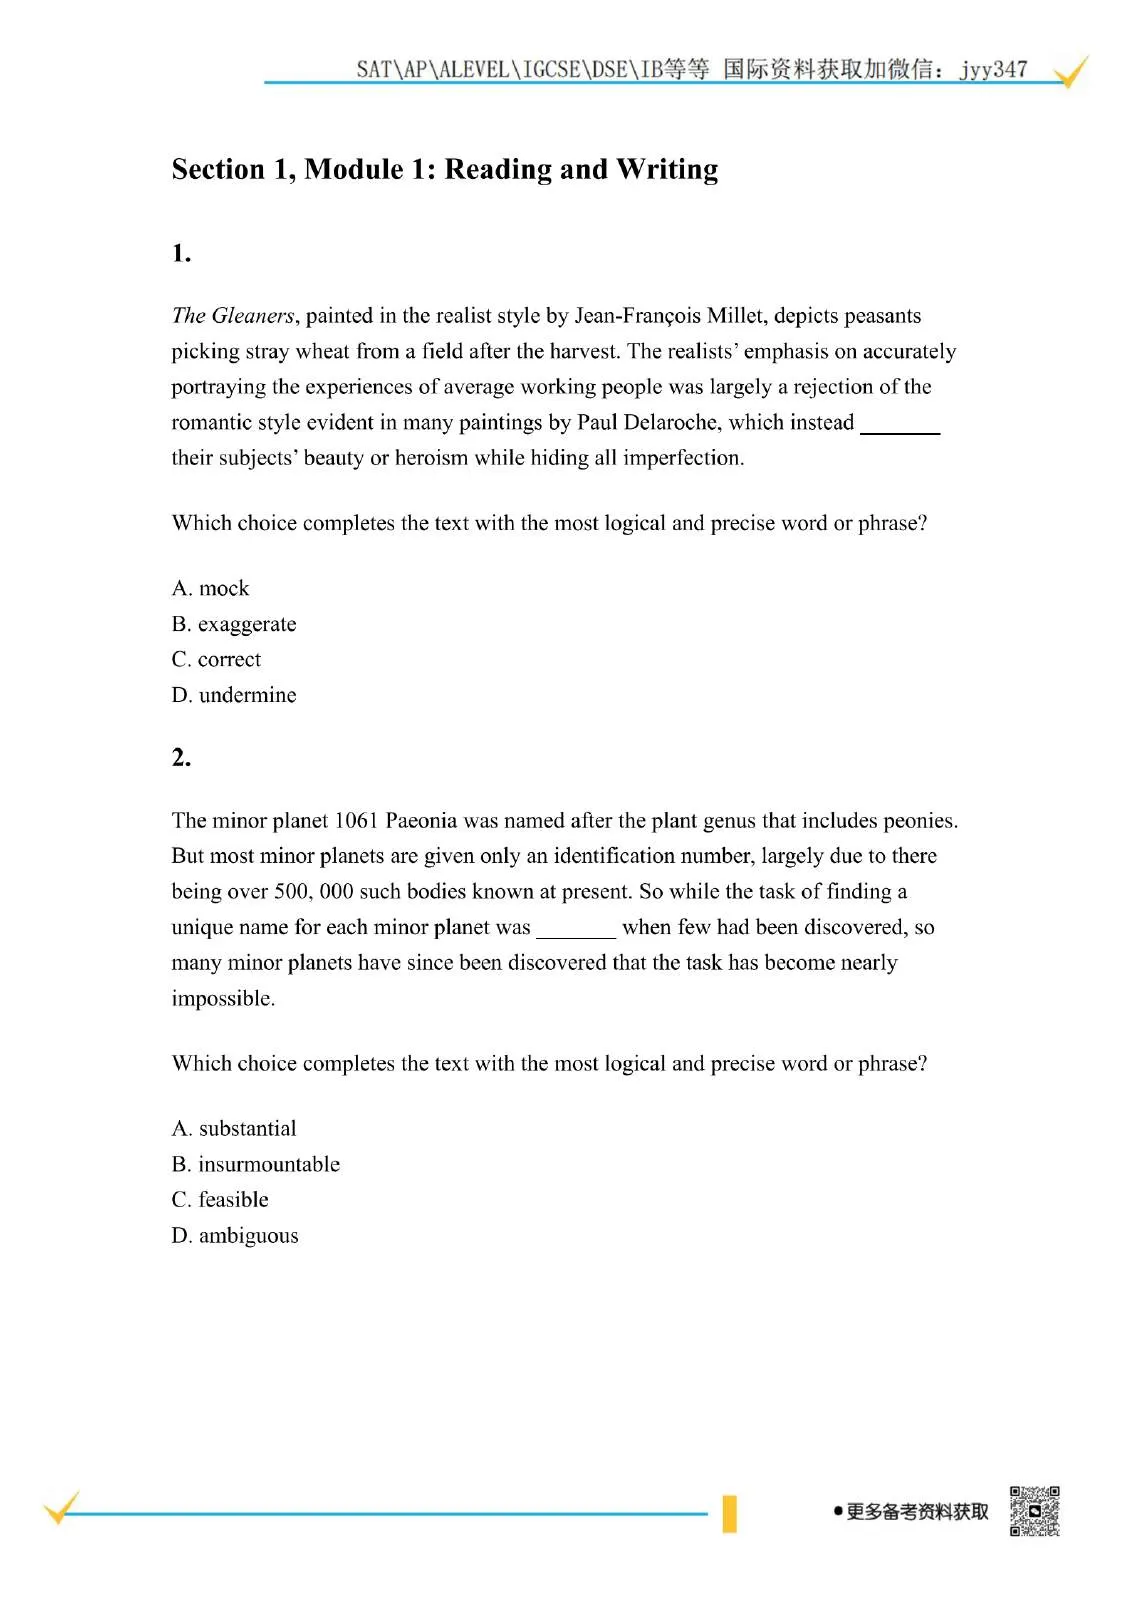 SAT\AP\ALEVEL\IGCSE\DSE\IB等等 国际资料获取加微信：jyy347
Section 1, Module 1: Reading and Writing
1.
The Gleaners, painted in the realist style by Jean-François Millet, depicts peasants
picking stray wheat from a field after the harvest. The realists’ emphasis on accurately
portraying the experiences of average working people was largely a rejection of the
romantic style evident in many paintings by Paul Delaroche, which instead _______
their subjects’ beauty or heroism while hiding all imperfection.
Which choice completes the text with the most logical and precise word or phrase?
A. mock
B. exaggerate
C. correct
D. undermine
2.
The minor planet 1061 Paeonia was named after the plant genus that includes peonies.
But most minor planets are given only an identification number, largely due to there
being over 500, 000 such bodies known at present. So while the task of finding a
unique name for each minor planet was _______ when few had been discovered, so
many minor planets have since been discovered that the task has become nearly
impossible.
Which choice completes the text with the most logical and precise word or phrase?
A. substantial
B. insurmountable
C. feasible
D. ambiguous
•更多备考资料获取